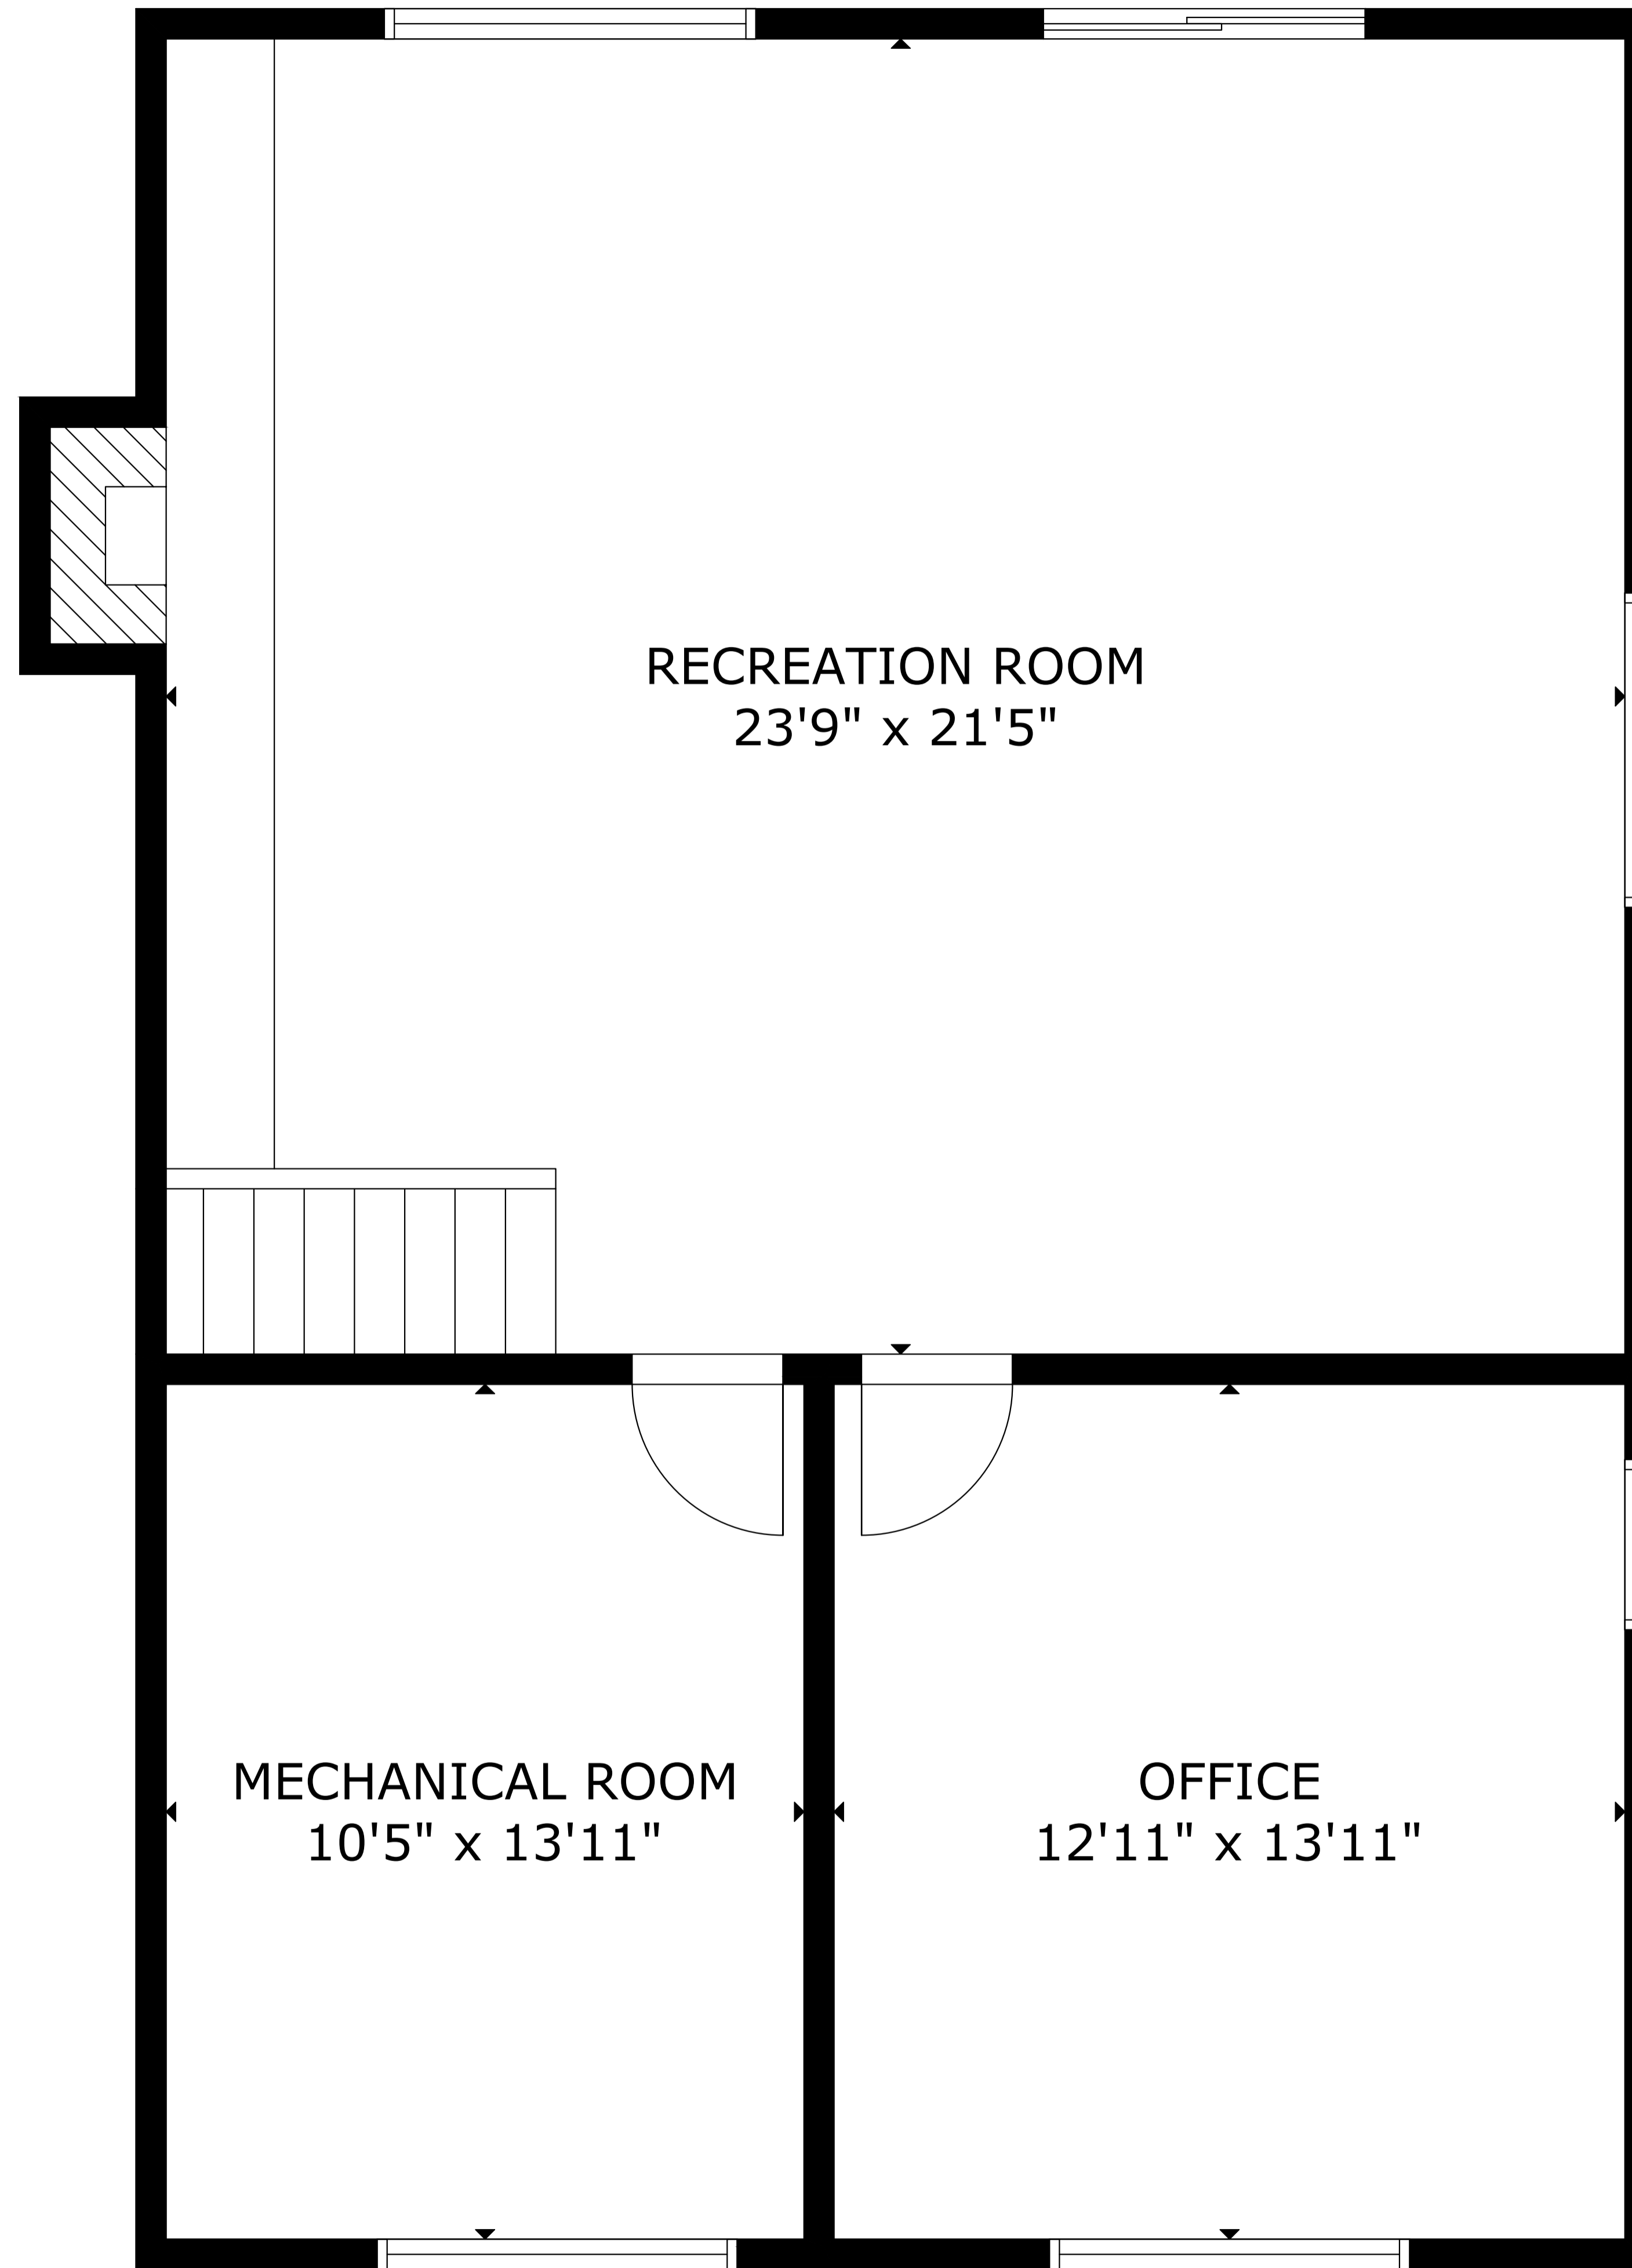 RECREATION ROOM
23'9" x 21'5"
MECHANICAL ROOM
10'5" x 13'11"
OFFICE
12'11" x 13'11"